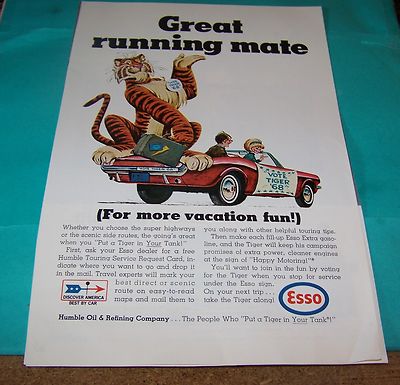 Great
running mate
VOTE
TIGER
'68
(For more vacation fun!)
Whether you choose the super highways
or the scenic side routes, the going's great
when you "Put a Tiger in Your Tank!"
First, ask your Esso dealer for a free
Humble Touring Service Request Card, in-
dicate where you want to go and drop it
in the mail. Travel experts will mark your
best direct or scenic
route on easy-to-read
maps and mail them to
DISCOVER AMERICA
BEST BY CAR
you along with other helpful touring tips.
Then make each fill-up Esso Extra gaso-
line, and the Tiger will keep his campaign
promises of extra power, cleaner engines
at the sign of "Happy Motoring!"®
You'll want to join in the fun by voting
for the Tiger when you stop for service
under the Esso sign.
On your next trip...
take the Tiger along!
Esso
Humble Oil & Refining Company...The People Who "Put a Tiger in Your Tank®!"